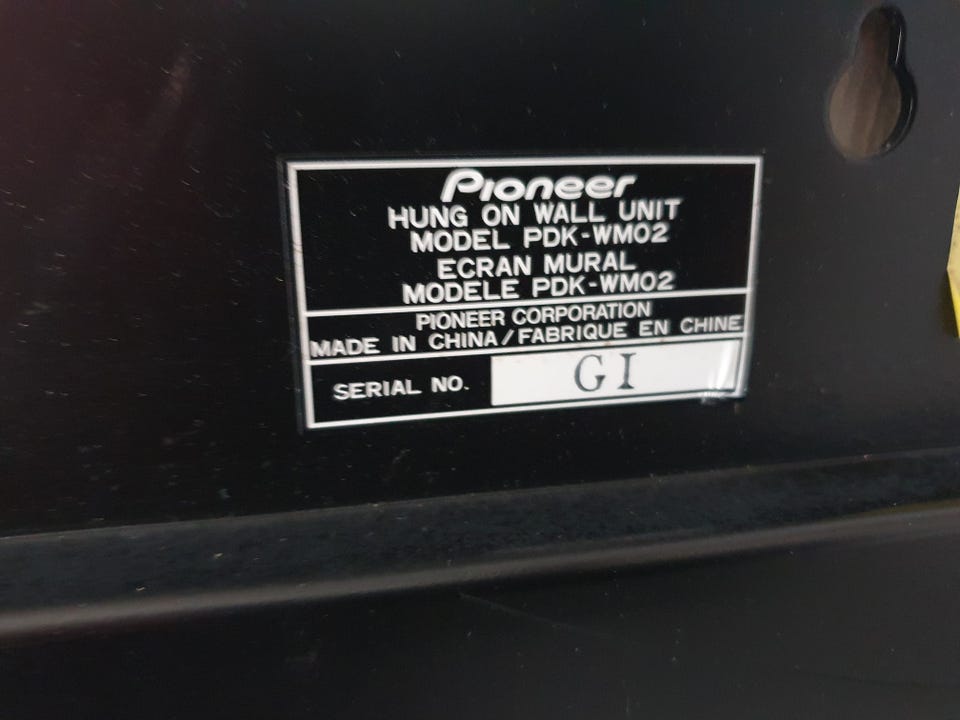 Pioneer
HUNG ON WALL UNIT
MODEL PDK-WM02
ECRAN MURAL
MODELE PDK-WM02
PIONEER CORPORATION
MADE IN CHINA/FABRIQUE EN CHINE
SERIAL NO. GI